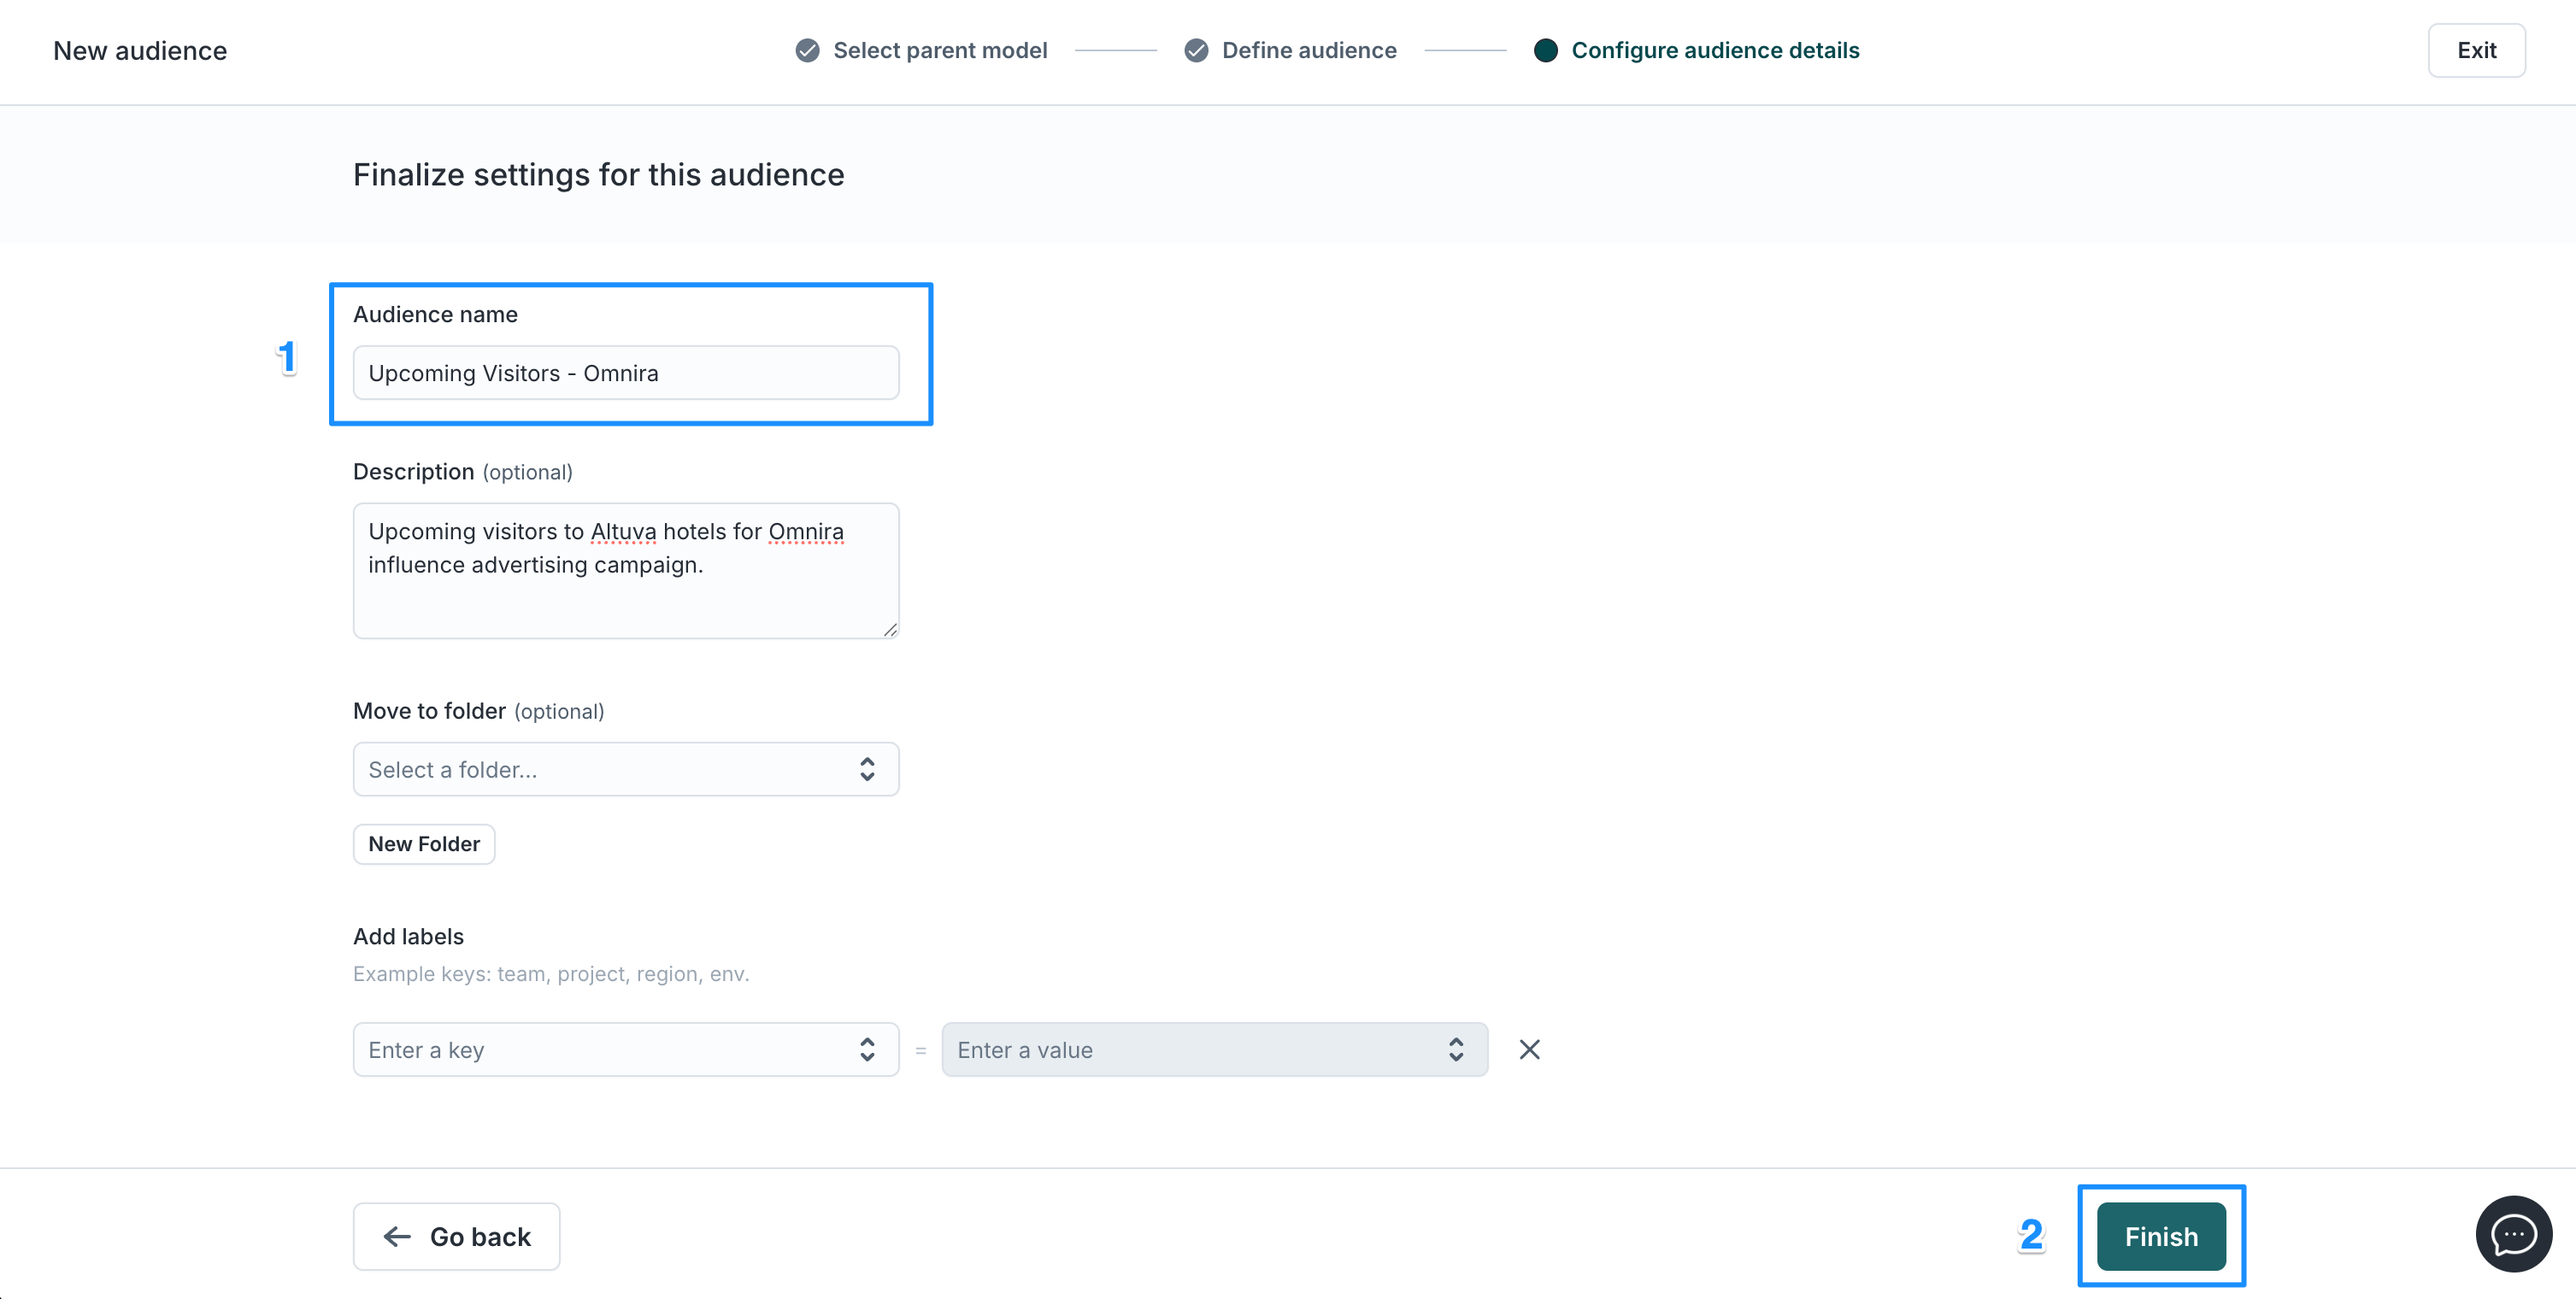 New audience
Select parent model
Define audience
Configure audience details
Exit
Finalize settings for this audience
1
Audience name
Upcoming Visitors - Omnira
Description (optional)
Upcoming visitors to Altuva hotels for Omnira
influence advertising campaign.
Move to folder (optional)
Select a folder...
New Folder
Add labels
Example keys: team, project, region, env.
Enter a key = Enter a value
Go back
2
Finish